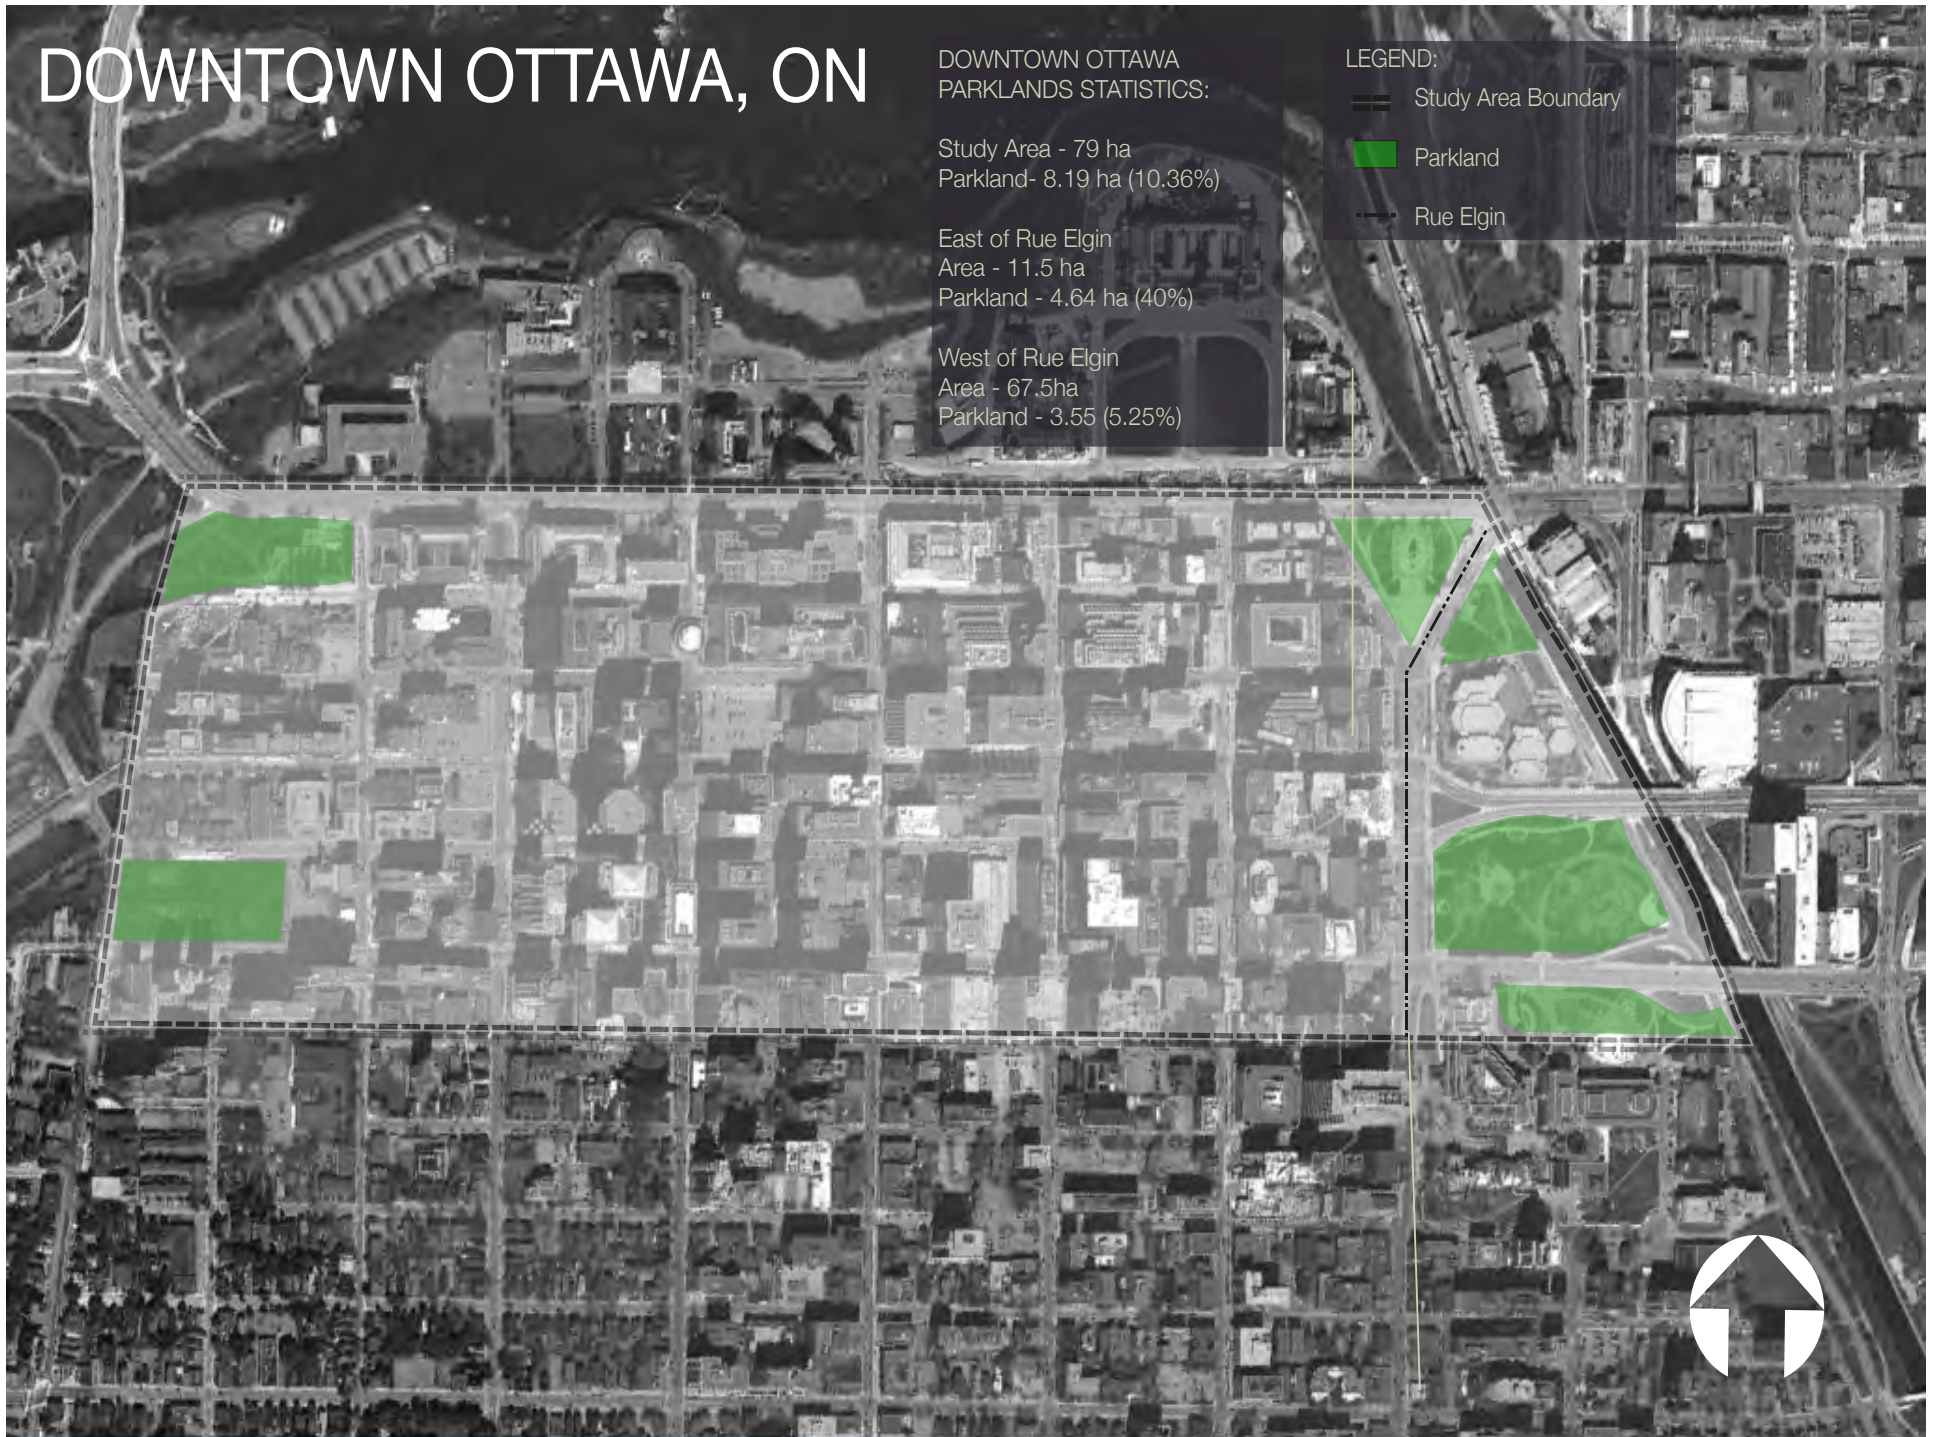 DOWNTOWN OTTAWA, ON
DOWNTOWN OTTAWA
PARKLANDS STATISTICS:
Study Area - 79 ha
Parkland- 8.19 ha (10.36%)
East of Rue Elgin
Area - 11.5 ha
Parkland - 4.64 ha (40%)
West of Rue Elgin
Area - 67.5ha
Parkland - 3.55 (5.25%)
LEGEND:
Study Area Boundary
Parkland
Rue Elgin